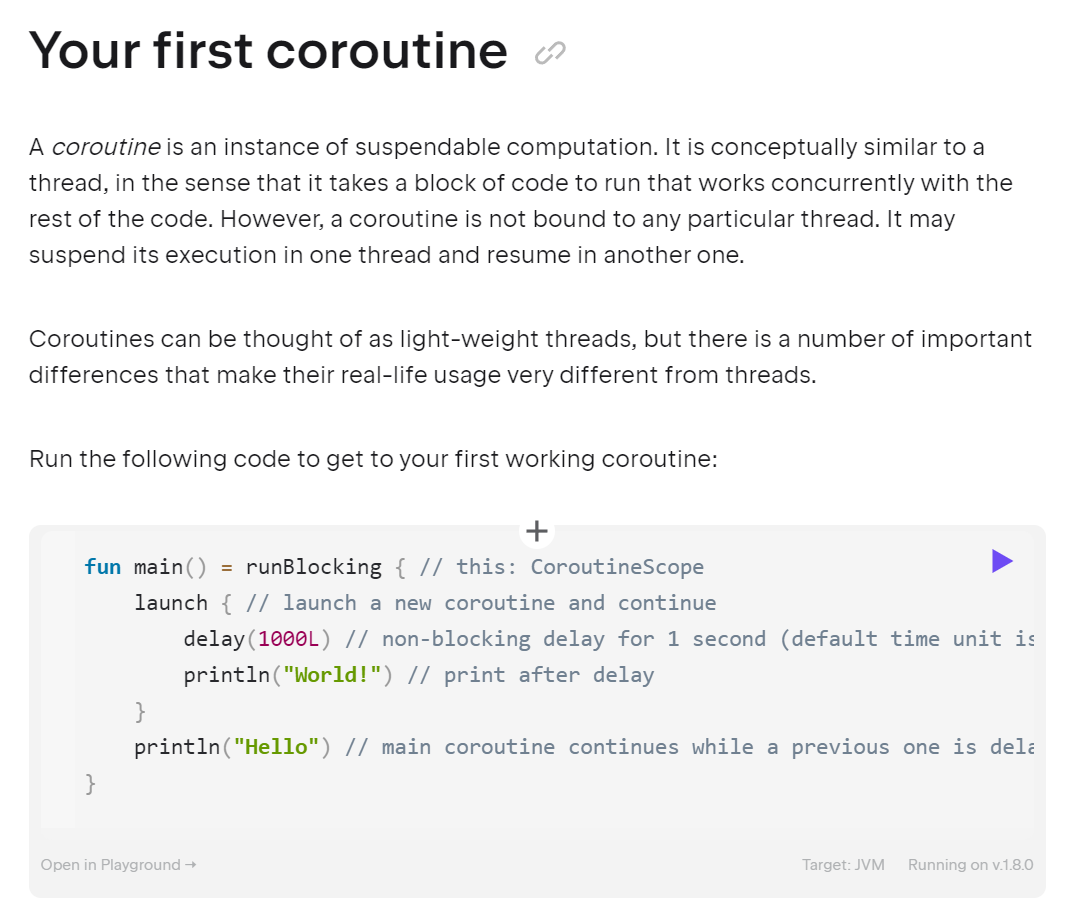 Your first coroutine
A coroutine is an instance of suspendable computation. It is conceptually similar to a
thread, in the sense that it takes a block of code to run that works concurrently with the
rest of the code. However, a coroutine is not bound to any particular thread. It may
suspend its execution in one thread and resume in another one.
Coroutines can be thought of as light-weight threads, but there is a number of important
differences that make their real-life usage very different from threads.
Run the following code to get to your first working coroutine:
fun main() = runBlocking { // this: CoroutineScope
    launch { // launch a new coroutine and continue
        delay(1000L) // non-blocking delay for 1 second (default time unit is
        println("World!") // print after delay
    }
    println("Hello") // main coroutine continues while a previous one is dela
}
Open in Playground →
Target: JVM Running on v.1.8.0